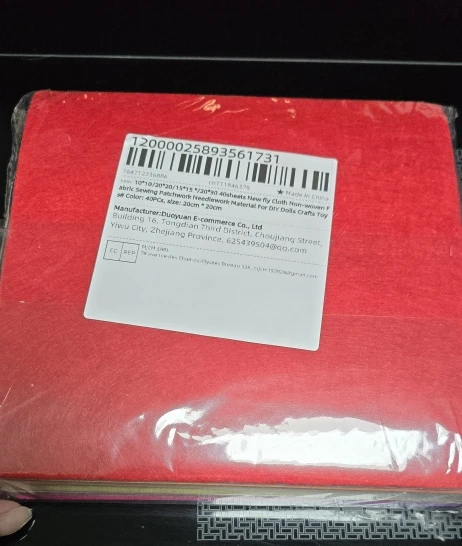 12000025893561731
★ Made In China
10*10/20*20/15*15 */20*30 40sheets New fly Cloth Non-woven F
abric Sewing Patchwork Needlework Material For DIY Dolls Crafts Toy
se Color: 40PCs, size: 20cm * 20cm
Manufacturer:Duoyuan E-commerce Co., Ltd
Building 16, Tongdian Third District, Choujiang Street,
Yiwu City, Zhejiang Province, 625439504@qq.com
EC REP